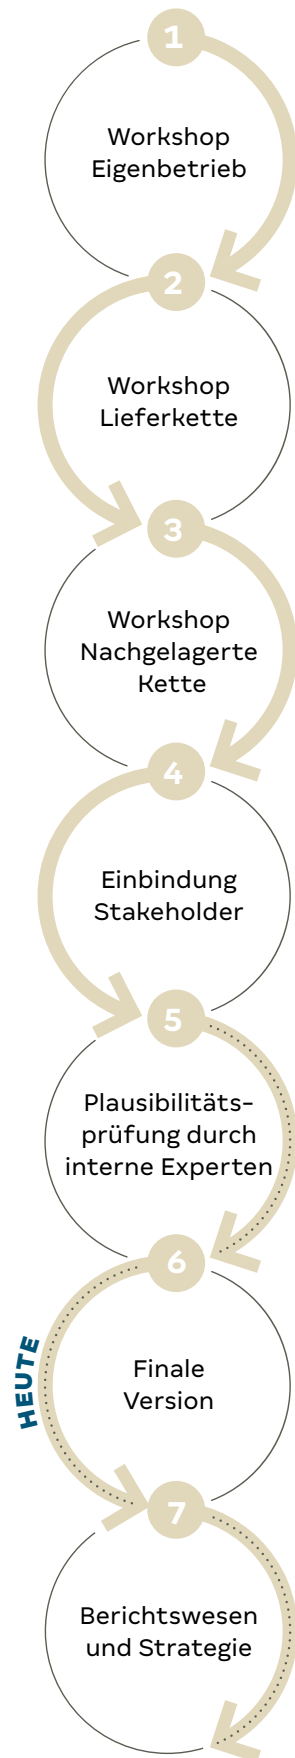 1
Workshop
Eigenbetrieb
2
Workshop
Lieferkette
3
Workshop
Nachgelagerte
Kette
4
Einbindung
Stakeholder
5
Plausibilitäts-
prüfung durch
interne Experten
6
HEUTE
Finale
Version
7
Berichtswesen
und Strategie